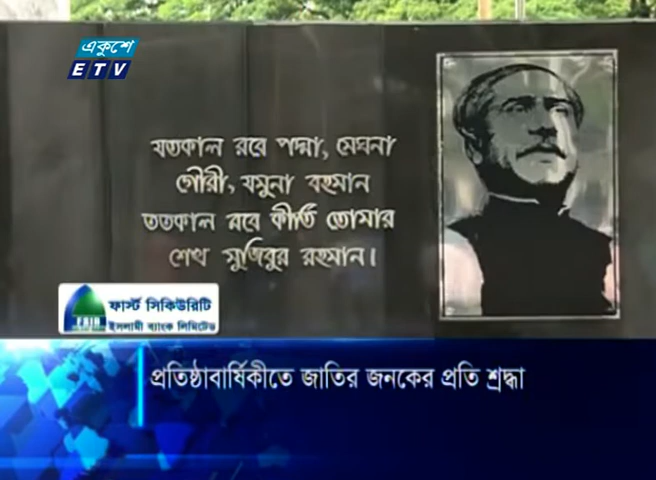 একুশে
ETV
যতকাল রবে পদ্মা, মেঘনা
গৌরী, যমুনা বহমান
ততকাল রবে কীর্তি তোমার
শেখ মুজিবুর রহমান।
ফার্স্ট সিকিউরিটি
ইসলামী ব্যাংক লিমিটেড
প্রতিষ্ঠাবার্ষিকীতে জাতির জনকের প্রতি শ্রদ্ধা